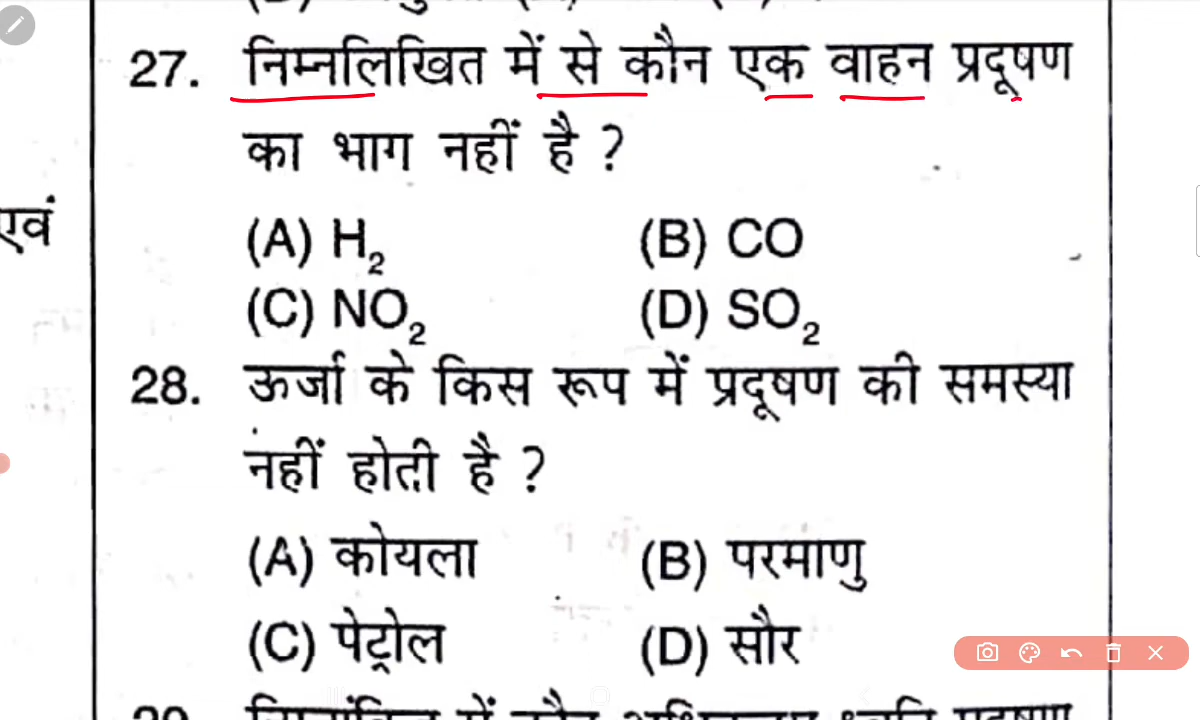 27. निम्नलिखित में से कौन एक वाहन प्रदूषण
का भाग नहीं है ?
एवं
(A) H₂ (B) CO
(C) NO₂ (D) SO₂
28. ऊर्जा के किस रूप में प्रदूषण की समस्या
नहीं होती है ?
(A) कोयला (B) परमाणु
(C) पेट्रोल (D) सौर